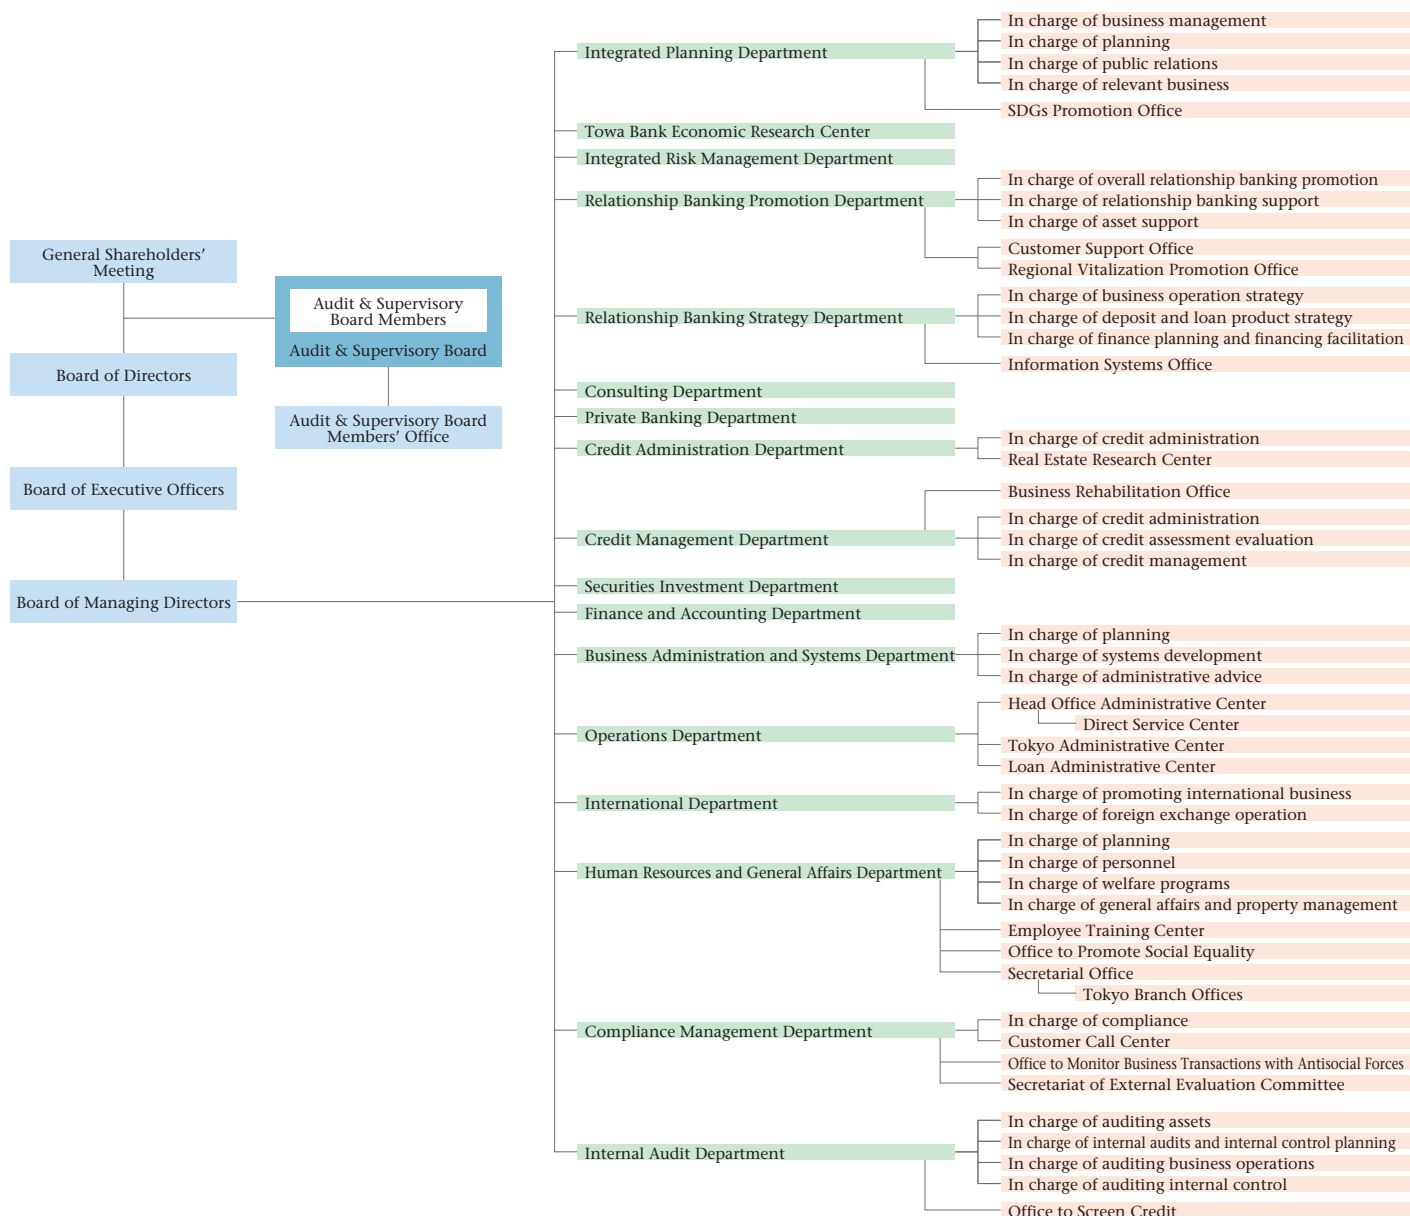 General Shareholders'
Meeting
Audit & Supervisory
Board Members
Audit & Supervisory Board
Board of Directors
Audit & Supervisory Board
Members' Office
Board of Executive Officers
Board of Managing Directors
Integrated Planning Department
In charge of business management
In charge of planning
In charge of public relations
In charge of relevant business
SDGs Promotion Office
Towa Bank Economic Research Center
Integrated Risk Management Department
Relationship Banking Promotion Department
In charge of overall relationship banking promotion
In charge of relationship banking support
In charge of asset support
Customer Support Office
Regional Vitalization Promotion Office
Relationship Banking Strategy Department
In charge of business operation strategy
In charge of deposit and loan product strategy
In charge of finance planning and financing facilitation
Information Systems Office
Consulting Department
Private Banking Department
Credit Administration Department
In charge of credit administration
Real Estate Research Center
Credit Management Department
Business Rehabilitation Office
In charge of credit administration
In charge of credit assessment evaluation
In charge of credit management
Securities Investment Department
Finance and Accounting Department
Business Administration and Systems Department
In charge of planning
In charge of systems development
In charge of administrative advice
Operations Department
Head Office Administrative Center
Direct Service Center
Tokyo Administrative Center
Loan Administrative Center
International Department
In charge of promoting international business
In charge of foreign exchange operation
Human Resources and General Affairs Department
In charge of planning
In charge of personnel
In charge of welfare programs
In charge of general affairs and property management
Employee Training Center
Office to Promote Social Equality
Secretarial Office
Tokyo Branch Offices
Compliance Management Department
In charge of compliance
Customer Call Center
Office to Monitor Business Transactions with Antisocial Forces
Secretariat of External Evaluation Committee
Internal Audit Department
In charge of auditing assets
In charge of internal audits and internal control planning
In charge of auditing business operations
In charge of auditing internal control
Office to Screen Credit